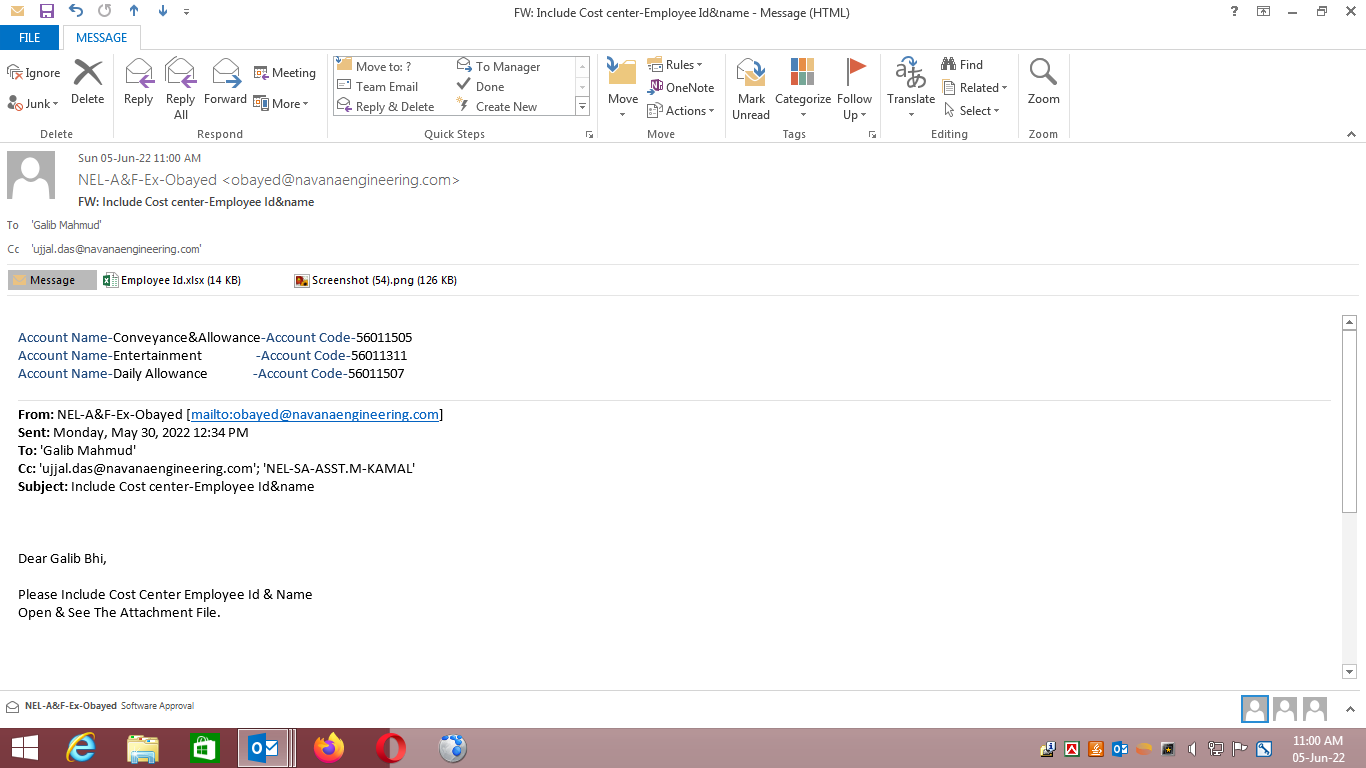 FW: Include Cost center-Employee Id&name - Message (HTML)
?
FILE
MESSAGE
Ignore
Junk
Delete
Delete
Reply
Reply All
Forward
Meeting
More
Respond
Move to: ?
To Manager
Team Email
Done
Reply & Delete
Create New
Quick Steps
Move
Rules
OneNote
Actions
Move
Mark Unread
Categorize
Follow Up
Tags
Translate
Find
Related
Select
Editing
Zoom
Zoom
Sun 05-Jun-22 11:00 AM
NEL-A&F-Ex-Obayed <obayed@navanaengineering.com>
FW: Include Cost center-Employee Id&name
To 'Galib Mahmud'
Cc 'ujjal.das@navanaengineering.com'
Message
Employee Id.xlsx (14 KB)
Screenshot (54).png (126 KB)
Account Name-Conveyance&Allowance-Account Code-56011505
Account Name-Entertainment -Account Code-56011311
Account Name-Daily Allowance -Account Code-56011507
From: NEL-A&F-Ex-Obayed [mailto:obayed@navanaengineering.com]
Sent: Monday, May 30, 2022 12:34 PM
To: 'Galib Mahmud'
Cc: 'ujjal.das@navanaengineering.com'; 'NEL-SA-ASST.M-KAMAL'
Subject: Include Cost center-Employee Id&name
Dear Galib Bhi,
Please Include Cost Center Employee Id & Name
Open & See The Attachment File.
NEL-A&F-Ex-Obayed Software Approval
11:00 AM
05-Jun-22